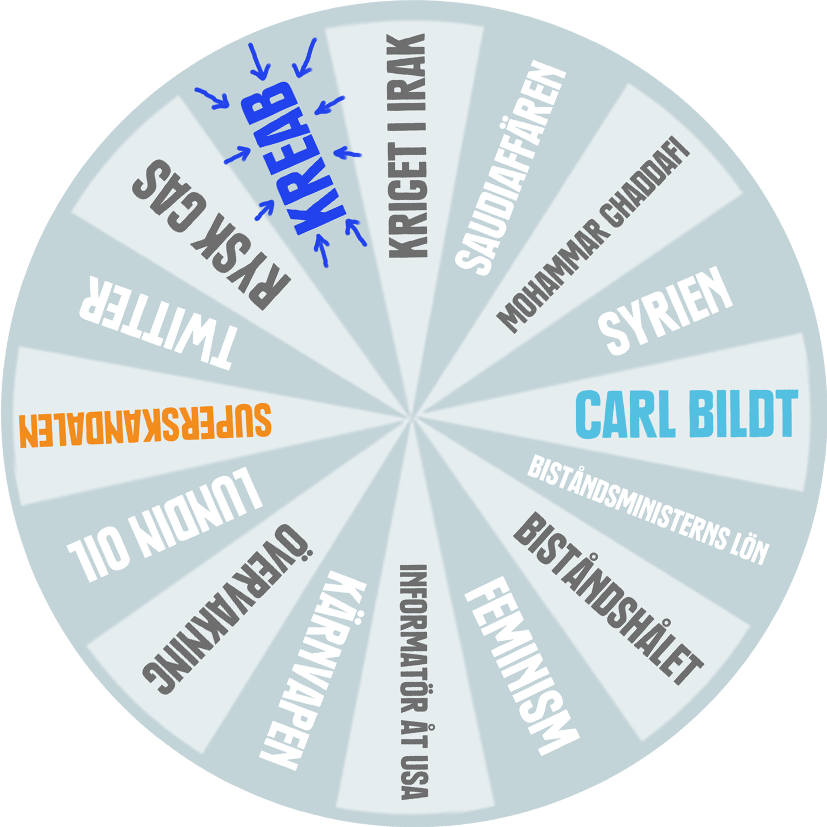 KRIGET I IRAK
SAUDIAFFÄREN
MOHAMMAR GHADDAFI
SYRIEN
CARL BILDT
BISTÅNDSMINISTERNS LÖN
BISTÅNDSHÅLET
FEMINISM
INFORMATÖR ÅT USA
KÄRNVAPEN
ÖVERVAKNING
LUNDIN OIL
SUPERSKANDALEN
TWITTER
RYSK GAS
KREAB